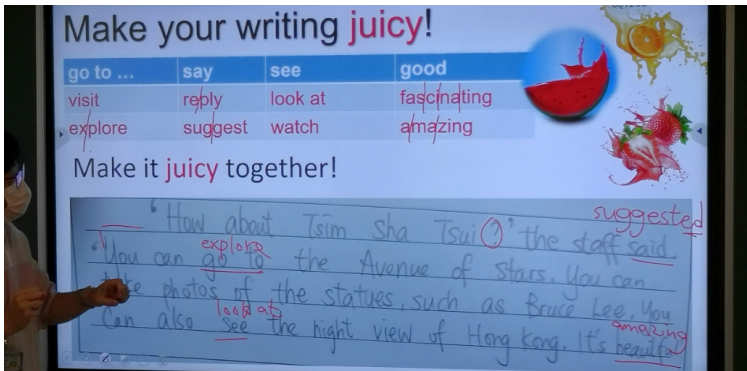 Make your writing juicy!
go to ... say see good
visit reply look at fascinating
explore suggest watch amazing
Make it juicy together!
suggested
'How about Tsim Sha Tsui?' the staff said.
explore
'You can go to the Avenue of Stars. You can
take photos of the statues, such as Bruce Lee. You
look at
amazing
can also see the night view of Hong Kong. It's beautiful